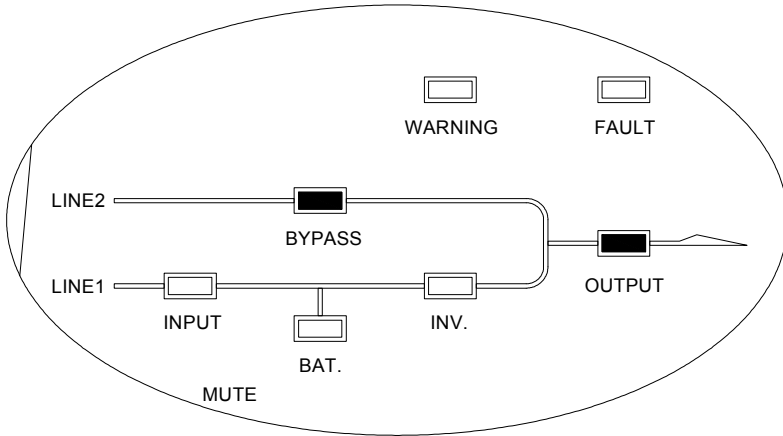 WARNING FAULT
LINE2
BYPASS
LINE1
OUTPUT
INPUT
INV.
BAT.
MUTE